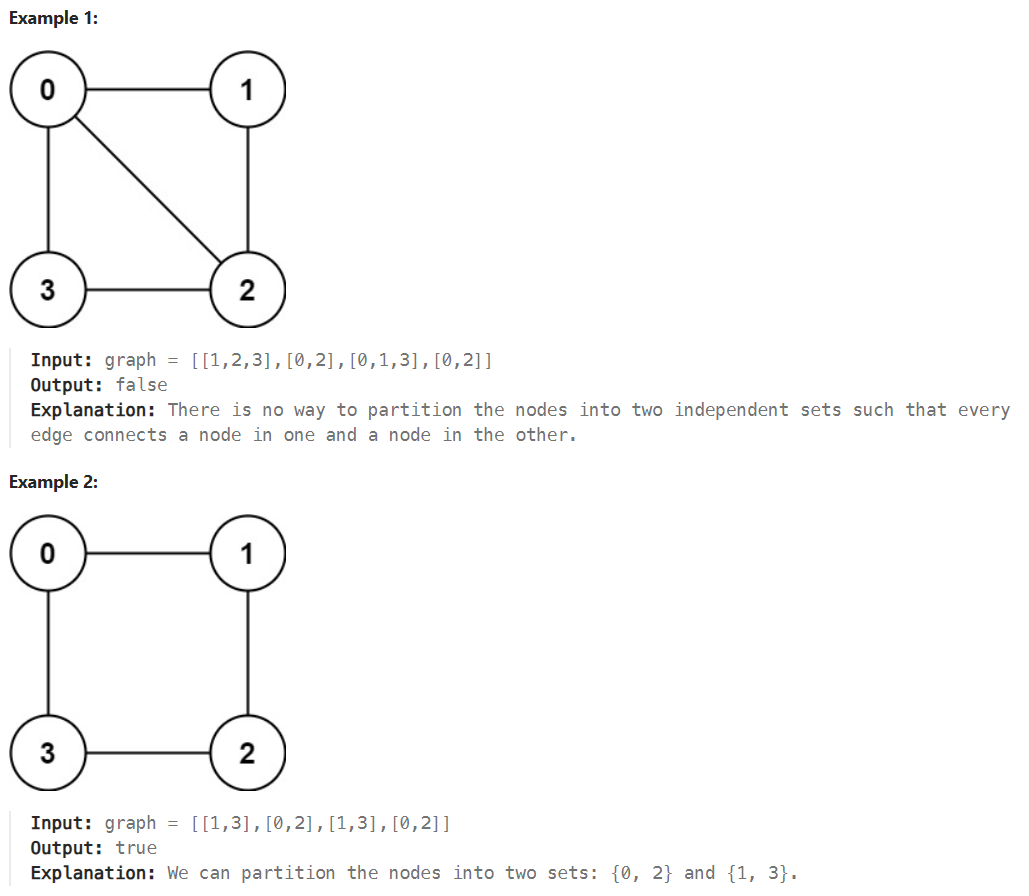 Example 1:
0 1
3 2
Input: graph = [[1,2,3],[0,2],[0,1,3],[0,2]]
Output: false
Explanation: There is no way to partition the nodes into two independent sets such that every
edge connects a node in one and a node in the other.
Example 2:
0 1
3 2
Input: graph = [[1,3],[0,2],[1,3],[0,2]]
Output: true
Explanation: We can partition the nodes into two sets: {0, 2} and {1, 3}.